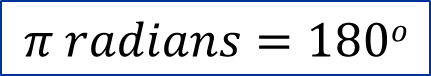 π radians = 180°